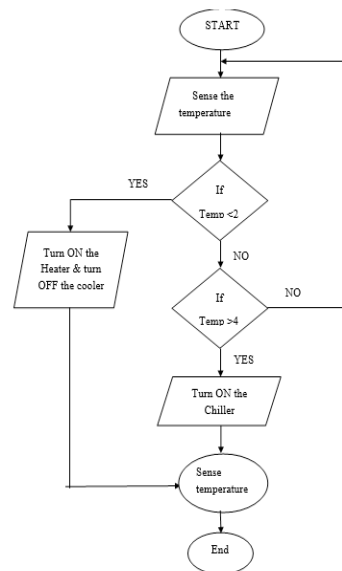 START
Sense the
temperature
YES
If
Temp <2
Turn ON the
Heater & turn
OFF the cooler
NO
If
Temp >4
NO
YES
Turn ON the
Chiller
Sense
temperature
End